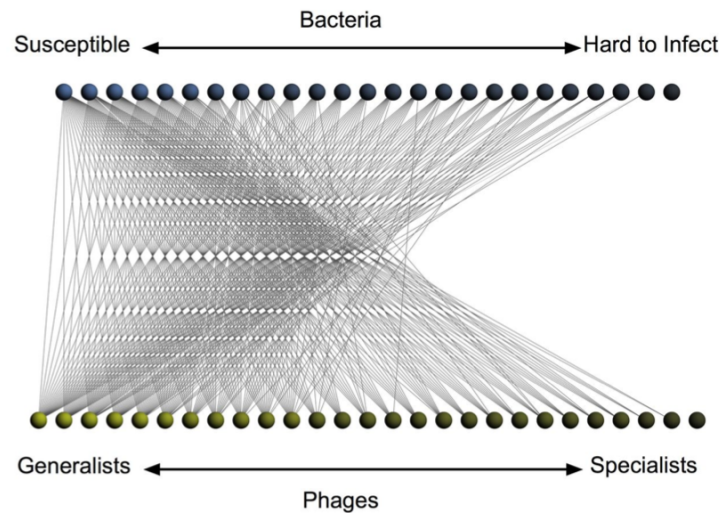 Bacteria
Susceptible Hard to Infect
Generalists Specialists
Phages